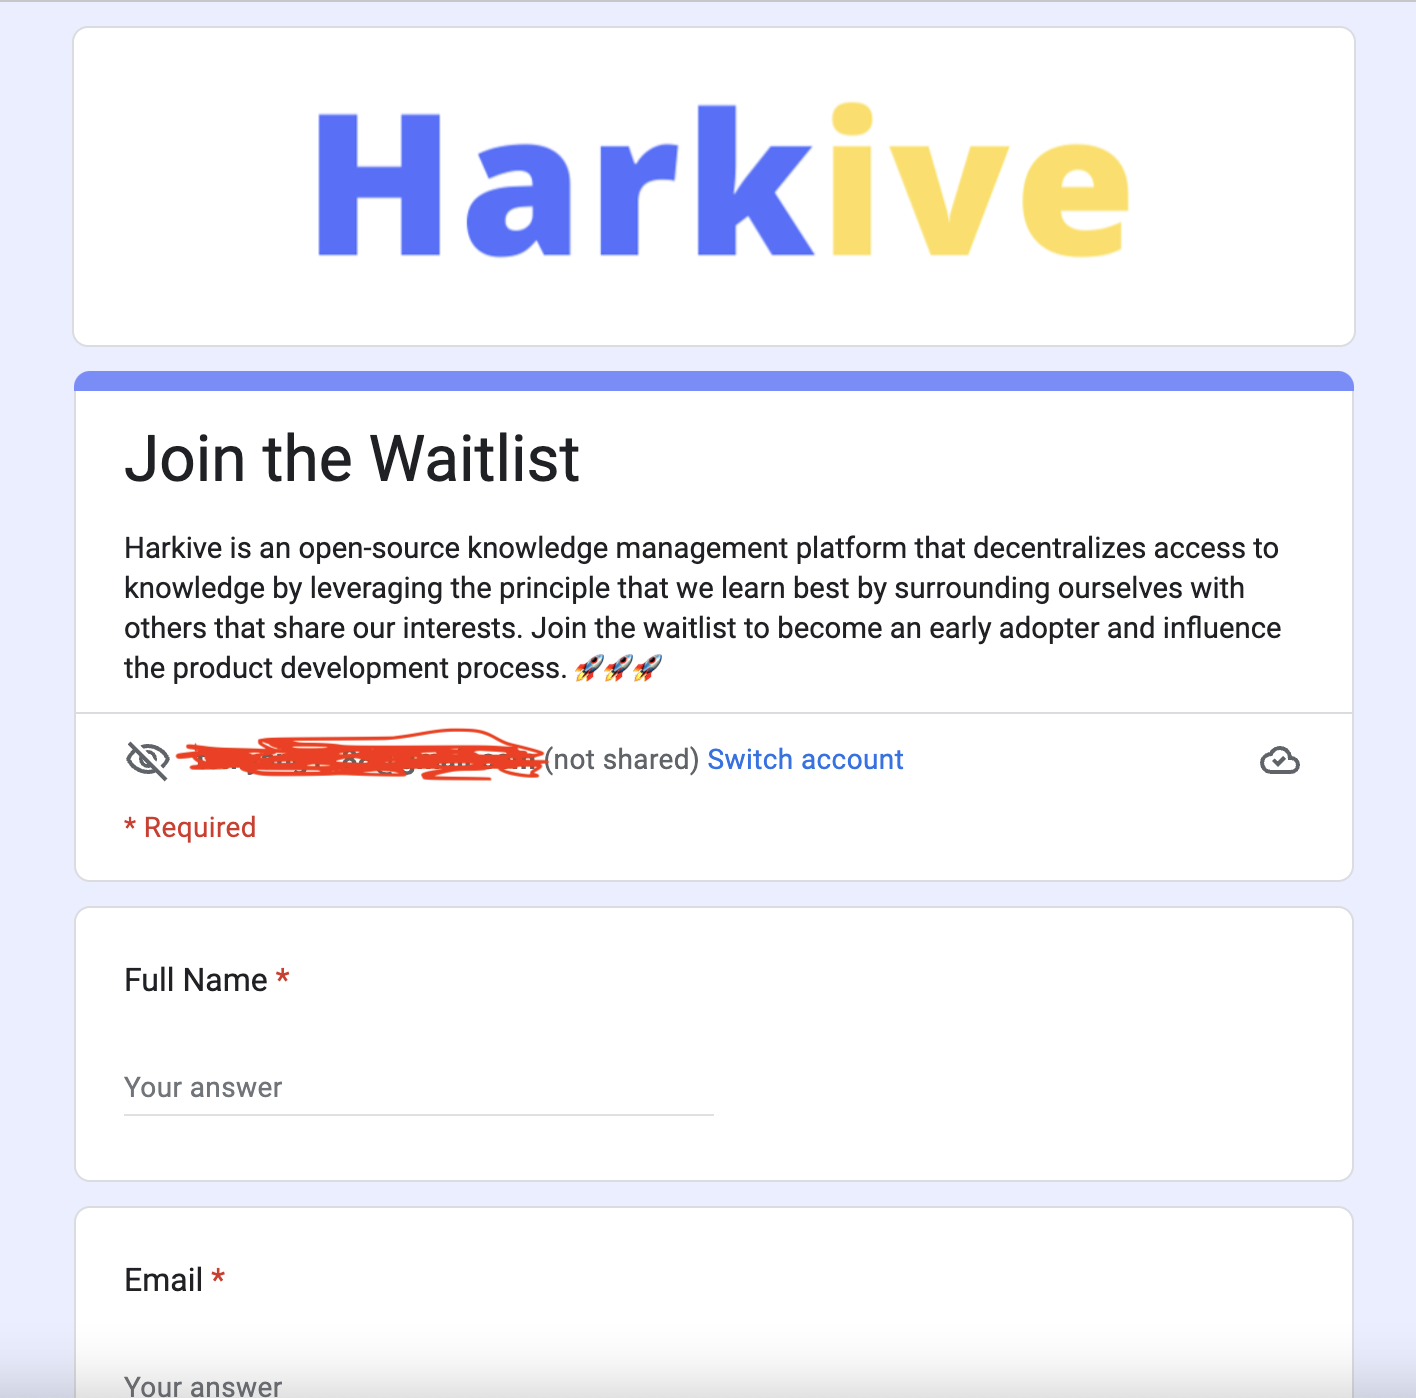 Harkive
Join the Waitlist
Harkive is an open-source knowledge management platform that decentralizes access to
knowledge by leveraging the principle that we learn best by surrounding ourselves with
others that share our interests. Join the waitlist to become an early adopter and influence
the product development process. 🚀🚀🚀
(not shared) Switch account
* Required
Full Name *
Your answer
Email *
Your answer